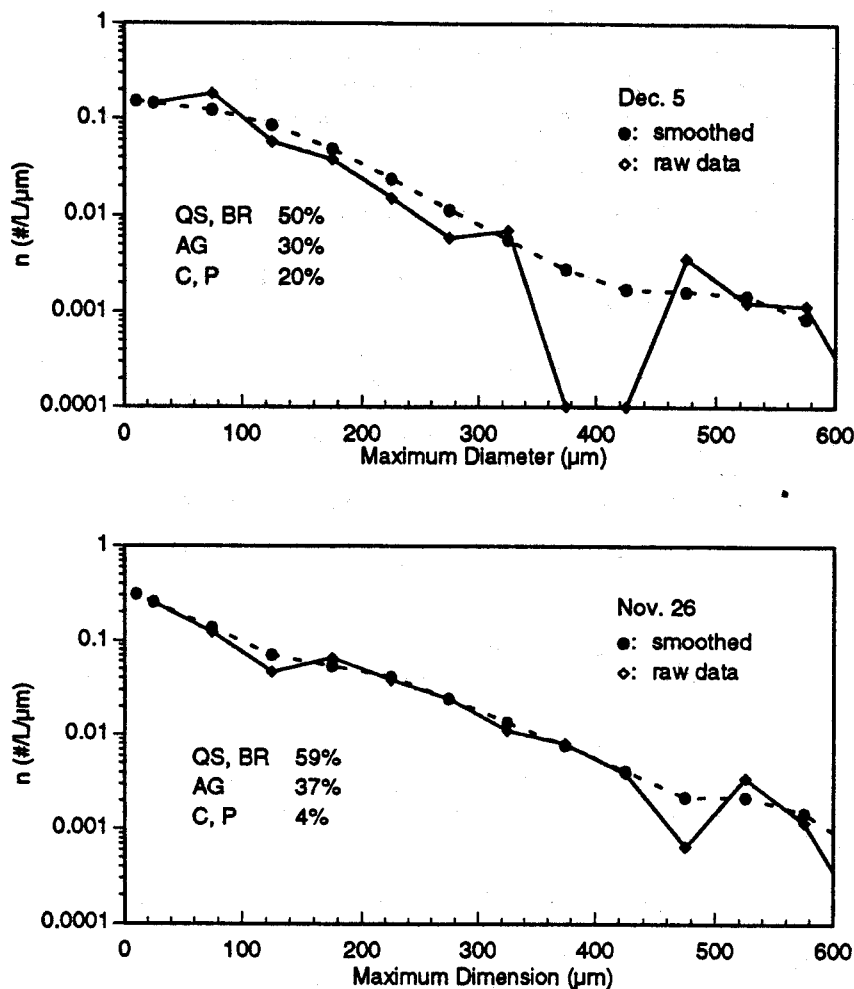 1
0.1
0.01
0.001
0.0001
n (#/L/µm)
Dec. 5
●: smoothed
⋄: raw data
QS, BR 50%
AG 30%
C, P 20%
0 100 200 300 400 500 600
Maximum Diameter (µm)
1
0.1
0.01
0.001
0.0001
n (#/L/µm)
Nov. 26
●: smoothed
⋄: raw data
QS, BR 59%
AG 37%
C, P 4%
0 100 200 300 400 500 600
Maximum Dimension (µm)